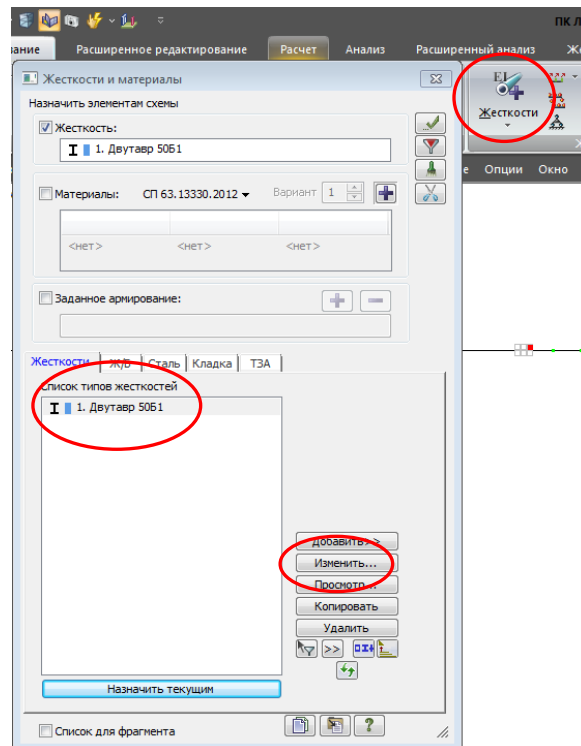 ПК Л
ание Расширенное редактирование Расчет Анализ Расширенный анализ Же
Жесткости и материалы
EI
Жесткости
е Опции Окно
Назначить элементам схемы
Жесткость:
1. Двутавр 50Б1
Материалы: СП 63.13330.2012 Вариант 1
<нет> <нет> <нет>
Заданное армирование:
Жесткости Ж/Б Сталь Кладка ТЗА
Список типов жесткостей
1. Двутавр 50Б1
Добавить>>
Изменить...
Просмотр...
Копировать
Удалить
>>
Назначить текущим
Список для фрагмента
?